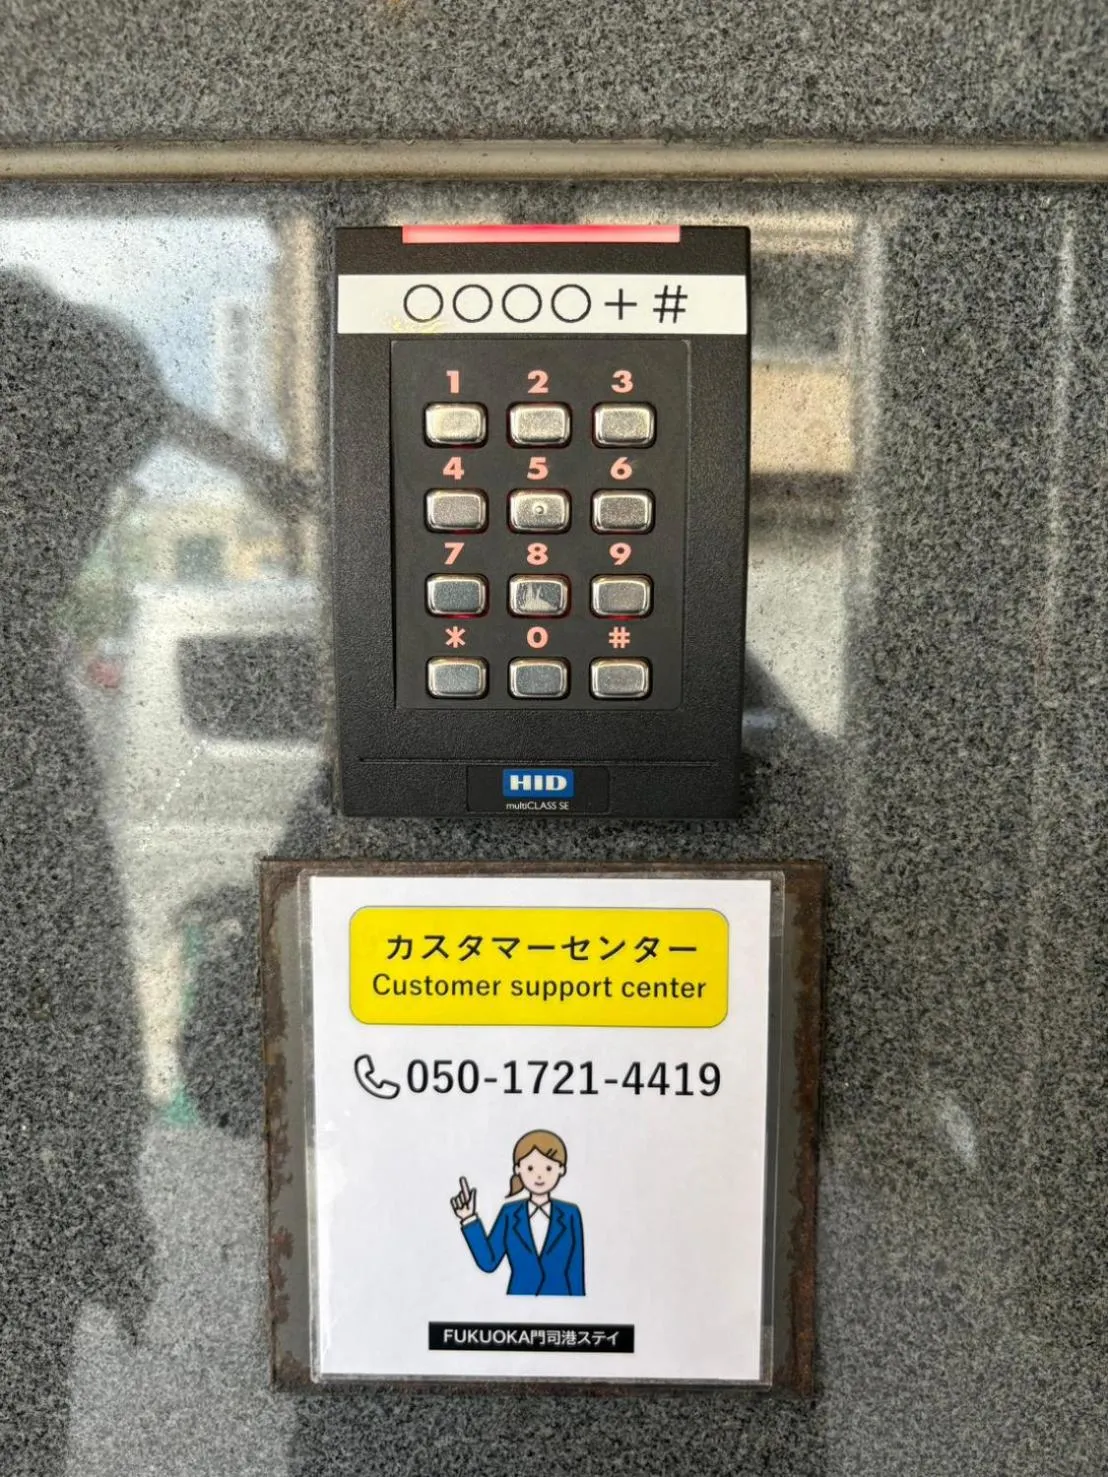 ○○○○+#
1 2 3
4 5 6
7 8 9
* 0 #
HID
multiCLASS SE
カスタマーセンター
Customer support center
050-1721-4419
FUKUOKA門司港ステイ